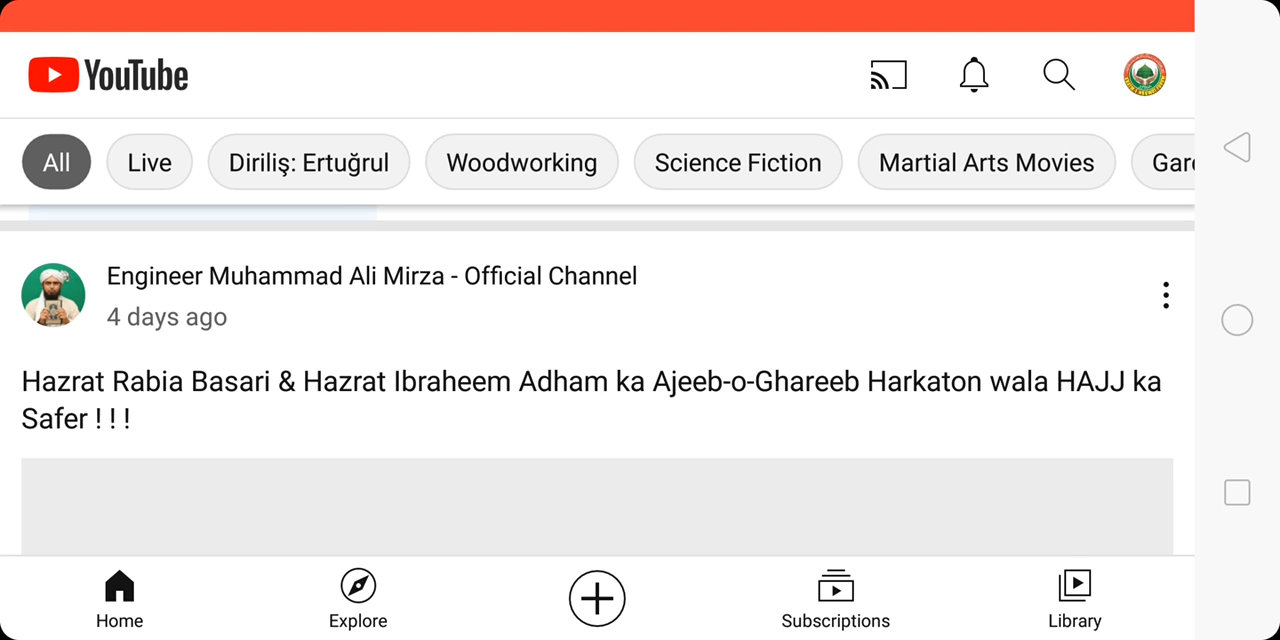 YouTube
All Live Diriliş: Ertuğrul Woodworking Science Fiction Martial Arts Movies
Engineer Muhammad Ali Mirza - Official Channel
4 days ago
Hazrat Rabia Basari & Hazrat Ibraheem Adham ka Ajeeb-o-Ghareeb Harkaton wala HAJJ ka
Safer ! ! !
Home Explore Subscriptions Library